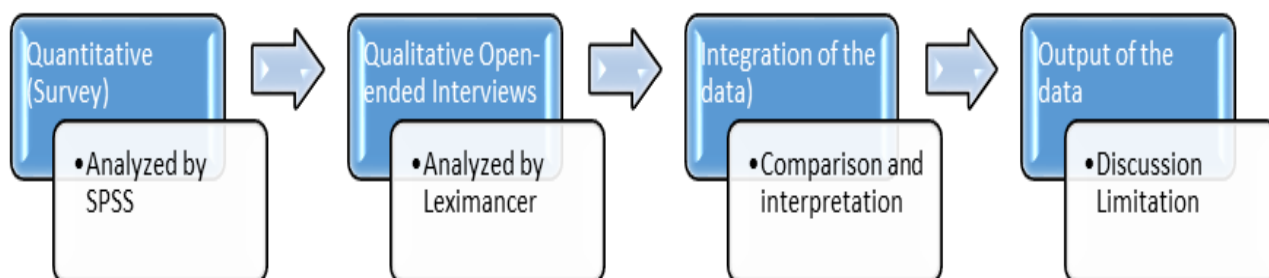 Quantitative
(Survey)
•Analyzed by
SPSS
Qualitative Open-
ended Interviews
•Analyzed by
Leximancer
Integration of the
data)
•Comparison and
interpretation
Output of the
data
•Discussion
Limitation